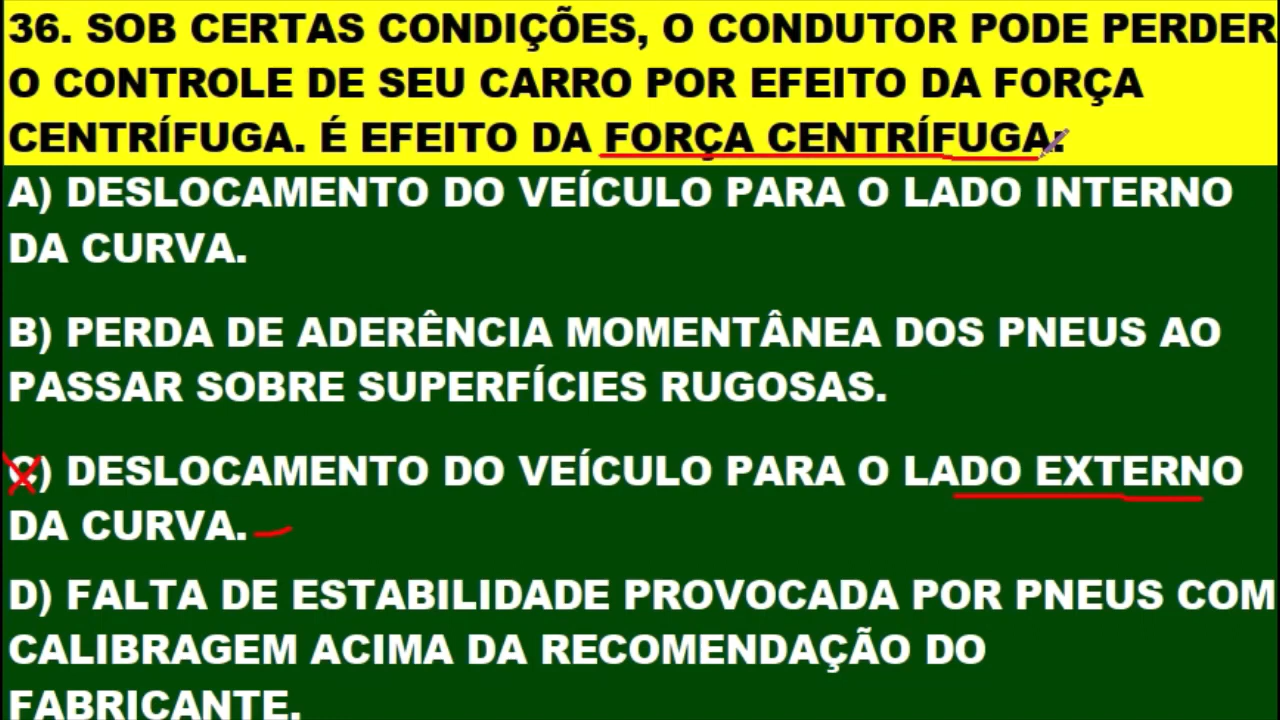 36. SOB CERTAS CONDIÇÕES, O CONDUTOR PODE PERDER
O CONTROLE DE SEU CARRO POR EFEITO DA FORÇA
CENTRÍFUGA. É EFEITO DA FORÇA CENTRÍFUGA:
A) DESLOCAMENTO DO VEÍCULO PARA O LADO INTERNO
DA CURVA.
B) PERDA DE ADERÊNCIA MOMENTÂNEA DOS PNEUS AO
PASSAR SOBRE SUPERFÍCIES RUGOSAS.
C) DESLOCAMENTO DO VEÍCULO PARA O LADO EXTERNO
DA CURVA.
D) FALTA DE ESTABILIDADE PROVOCADA POR PNEUS COM
CALIBRAGEM ACIMA DA RECOMENDAÇÃO DO
FABRICANTE.